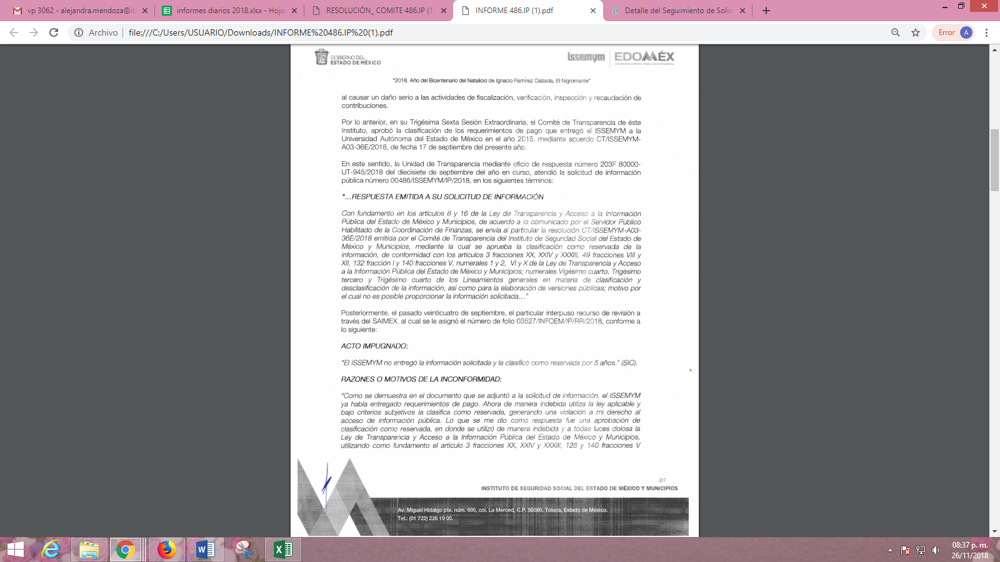 vp 3062 - alejandra.mendoza@it
informes diarios 2018.xlsx - Hoja
RESOLUCIÓN_ COMITE 486.IP (1)
INFORME 486.IP (1).pdf
Detalle del Seguimiento de Solic
Archivo
file:///C:/Users/USUARIO/Downloads/INFORME%20486.IP%20(1).pdf
Error
A
GOBIERNO DEL
ESTADO DE MÉXICO
issemym
EDOMÉX
DECISIONES FIRMES, RESULTADOS FUERTES.
"2018. Año del Bicentenario del Natalicio de Ignacio Ramírez Calzada, El Nigromante"
al causar un daño serio a las actividades de fiscalización, verificación, inspección y recaudación de
contribuciones.
Por lo anterior, en su Trigésima Sexta Sesión Extraordinaria, el Comité de Transparencia de éste
Instituto, aprobó la clasificación de los requerimientos de pago que entregó el ISSEMYM a la
Universidad Autónoma del Estado de México en el año 2015, mediante acuerdo CT/ISSEMYM-
A03-36E/2018, de fecha 17 de septiembre del presente año.
En este sentido, la Unidad de Transparencia mediante oficio de respuesta número 203F 80000-
UT-945/2018 del diecisiete de septiembre del año en curso, atendió la solicitud de información
pública número 00486/ISSEMYM/IP/2018, en los siguientes términos:
"...RESPUESTA EMITIDA A SU SOLICITUD DE INFORMACIÓN
Con fundamento en los artículos 8 y 16 de la Ley de Transparencia y Acceso a la Información
Pública del Estado de México y Municipios, de acuerdo a lo comunicado por el Servidor Público
Habilitado de la Coordinación de Finanzas, se envía al particular la resolución CT/ISSEMYM-A03-
36E/2018 emitida por el Comité de Transparencia del Instituto de Seguridad Social del Estado de
México y Municipios, mediante la cual se aprueba la clasificación como reservada de la
información, de conformidad con los artículos 3 fracciones XX, XXIV y XXXIII, 49 fracciones VIII y
XII, 132 fracción I y 140 fracciones V, numerales 1 y 2, VI y X de la Ley de Transparencia y Acceso
a la Información Pública del Estado de México y Municipios; numerales Vigésimo cuarto, Trigésimo
tercero y Trigésimo cuarto de los Lineamientos generales en materia de clasificación y
desclasificación de la información, así como para la elaboración de versiones públicas; motivo por
el cual no es posible proporcionar la información solicitada..."
Posteriormente, el pasado veinticuatro de septiembre, el particular interpuso recurso de revisión a
través del SAIMEX, al cual se le asignó el número de folio 03527/INFOEM/IP/RR/2018, conforme a
lo siguiente:
ACTO IMPUGNADO:
"El ISSEMYM no entregó la información solicitada y la clasificó como reservada por 5 años." (SIC).
RAZONES O MOTIVOS DE LA INCONFORMIDAD:
"Como se demuestra en el documento que se adjuntó a la solicitud de información, el ISSEMYM
ya había entregado requerimientos de pago. Ahora de manera indebida utiliza la ley aplicable y
bajo criterios subjetivos la clasifica como reservada, generando una violación a mi derecho al
acceso de información pública. Lo que se me dio como respuesta fue una aprobación de
clasificación como reservada, en donde se utilizó de manera indebida y a todas luces dolosa la
Ley de Transparencia y Acceso a la Información Pública del Estado de México y Municipios,
utilizando como fundamento el articulo 3 fracciones XX, XXIV y XXXIII, 128 y 140 fracciones V
2/7
INSTITUTO DE SEGURIDAD SOCIAL DEL ESTADO DE MÉXICO Y MUNICIPIOS
Av. Miguel Hidalgo pte. núm. 600, col. La Merced, C.P. 50080, Toluca, Estado de México.
Tel.: (01 722) 226 19 00.
08:37 p. m.
26/11/2018